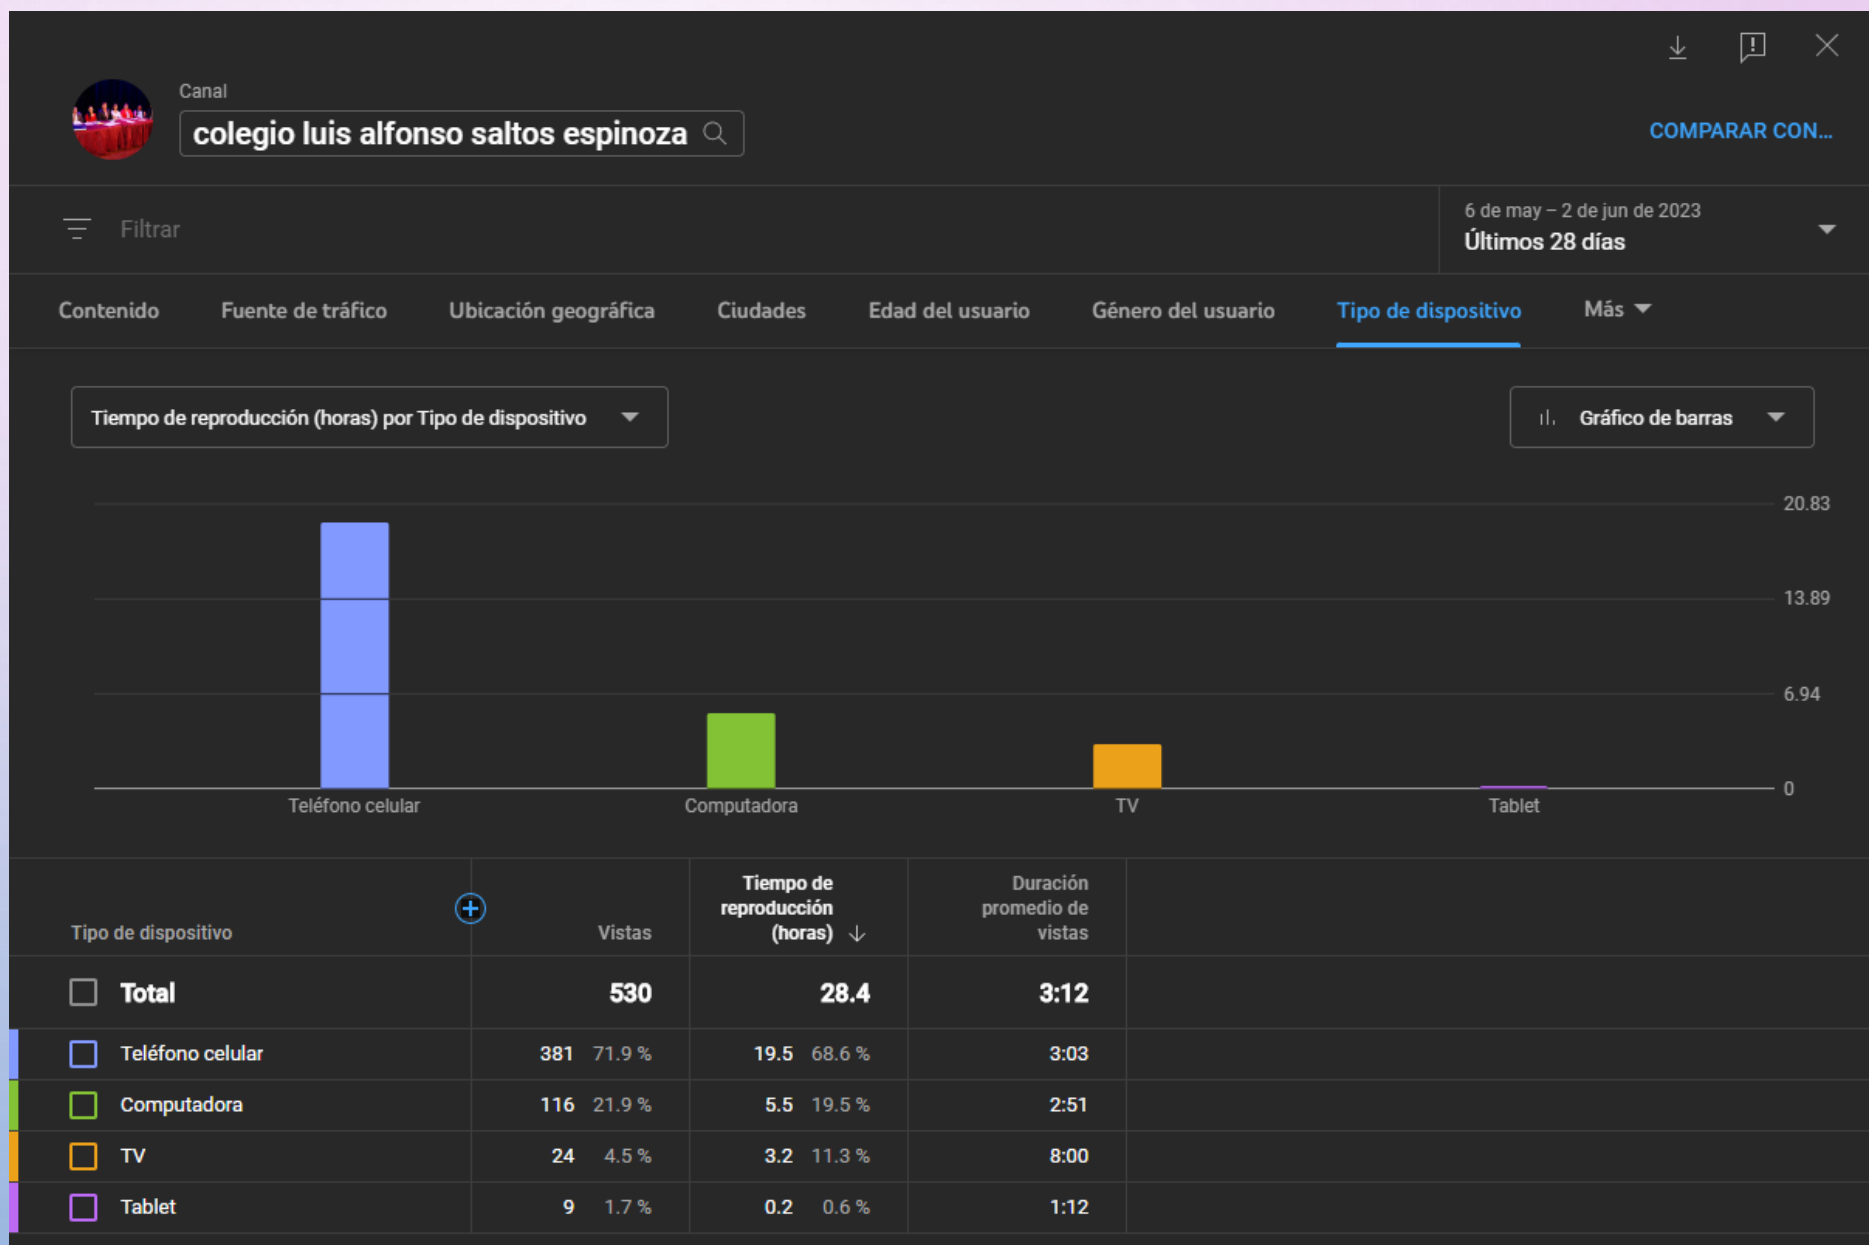 Canal
colegio luis alfonso saltos espinoza
COMPARAR CON...
Filtrar
6 de may – 2 de jun de 2023
Últimos 28 días
Contenido Fuente de tráfico Ubicación geográfica Ciudades Edad del usuario Género del usuario Tipo de dispositivo Más
Tiempo de reproducción (horas) por Tipo de dispositivo
Gráfico de barras
20.83
13.89
6.94
0
Teléfono celular Computadora TV Tablet
Tipo de dispositivo
Vistas
Tiempo de
reproducción
(horas)
Duración
promedio de
vistas
Total 530 28.4 3:12
Teléfono celular 381 71.9 % 19.5 68.6 % 3:03
Computadora 116 21.9 % 5.5 19.5 % 2:51
TV 24 4.5 % 3.2 11.3 % 8:00
Tablet 9 1.7 % 0.2 0.6 % 1:12